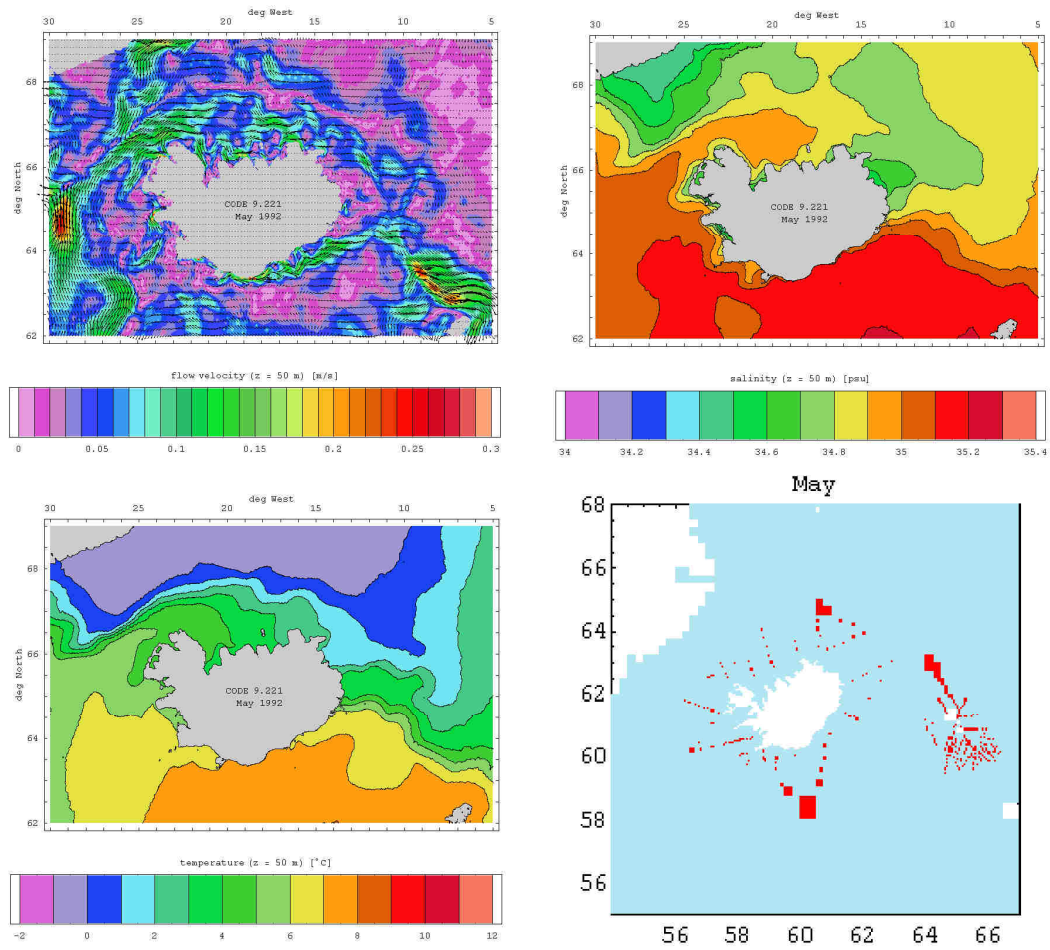 deg West
30 25 20 15 10 5
68
66
64
62
deg North
CODE 9.221
May 1992
flow velocity (z = 50 m) [m/s]
0 0.05 0.1 0.15 0.2 0.25 0.3
deg West
30 25 20 15 10 5
68
66
64
62
deg North
CODE 9.221
May 1992
salinity (z = 50 m) [psu]
34 34.2 34.4 34.6 34.8 35 35.2 35.4
deg West
30 25 20 15 10 5
68
66
64
62
deg North
CODE 9.221
May 1992
temperature (z = 50 m) [°C]
-2 0 2 4 6 8 10 12
May
68
66
64
62
60
58
56
56 58 60 62 64 66